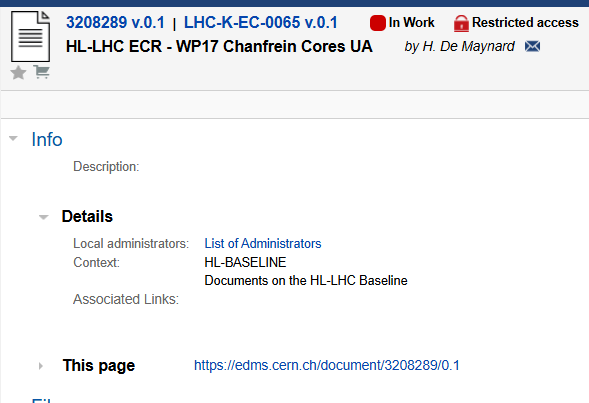 3208289 v.0.1 | LHC-K-EC-0065 v.0.1 In Work Restricted access
HL-LHC ECR - WP17 Chanfrein Cores UA by H. De Maynard
Info
Description:
Details
Local administrators: List of Administrators
Context: HL-BASELINE
Documents on the HL-LHC Baseline
Associated Links:
This page https://edms.cern.ch/document/3208289/0.1